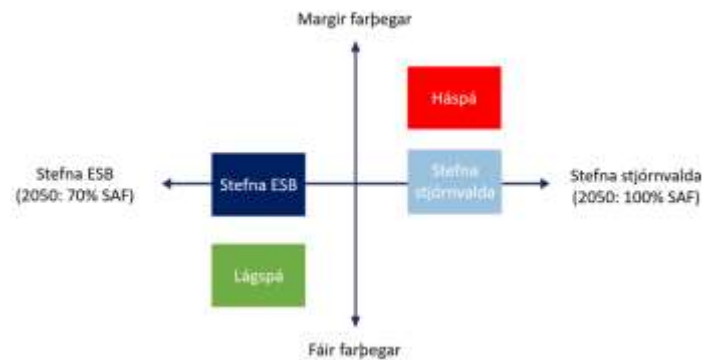 Margir farþegar
Háspá
Stefna ESB
(2050: 70% SAF)
Stefna ESB
Stefna
stjórnvalda
Stefna stjórnvalda
(2050: 100% SAF)
Lágspá
Fáir farþegar